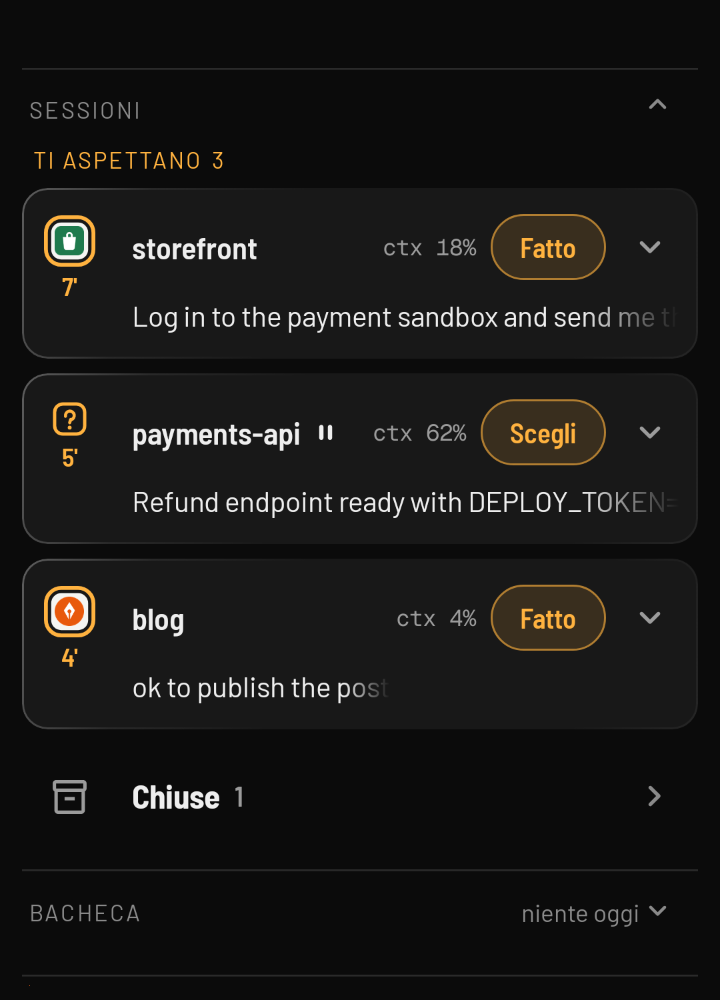 SESSIONI
TI ASPETTANO 3
storefront ctx 18% Fatto
7'
Log in to the payment sandbox and send me
?
payments-api ctx 62% Scegli
5'
Refund endpoint ready with DEPLOY_TOKEN=
blog ctx 4% Fatto
4'
ok to publish the post
Chiuse 1
BACHECA niente oggi